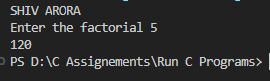 SHIV ARORA
Enter the factorial 5
120
PS D:\C Assignements\Run C Programs>